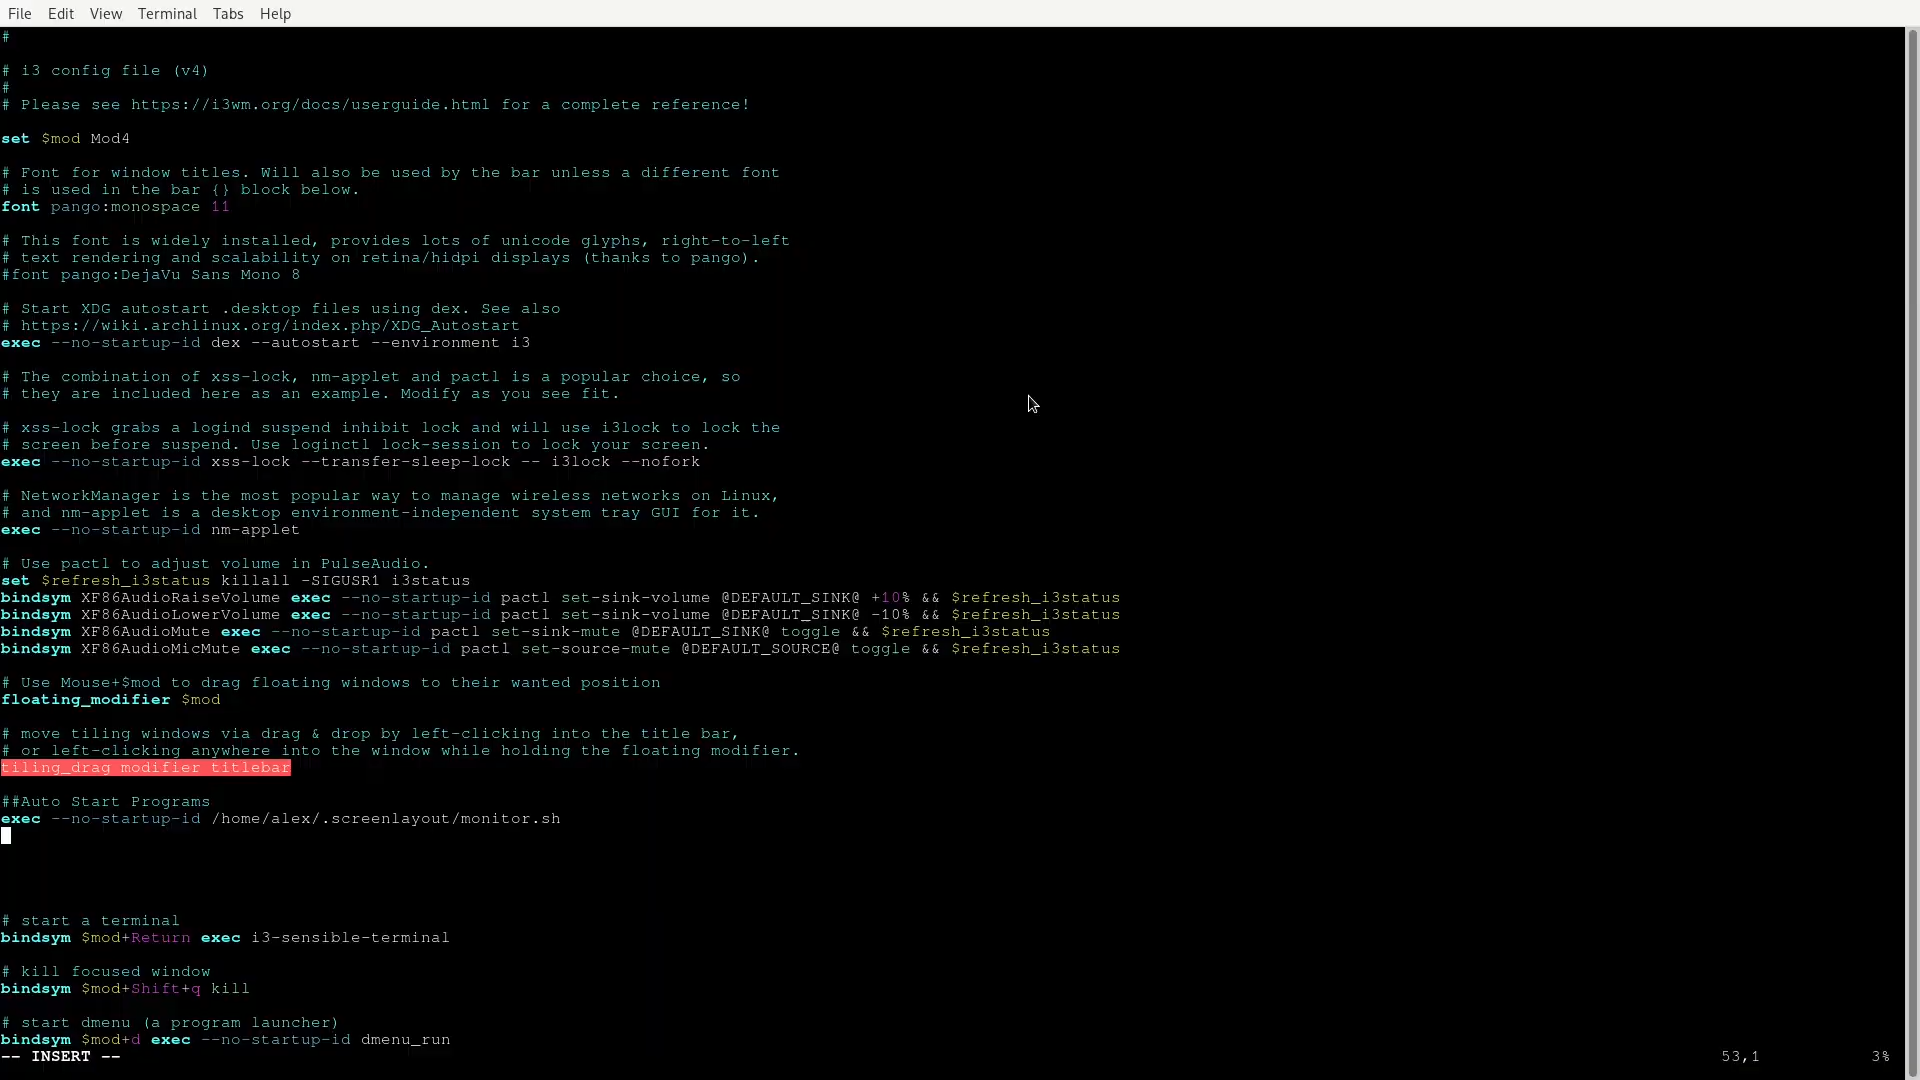 File Edit View Terminal Tabs Help
#
# i3 config file (v4)
#
# Please see https://i3wm.org/docs/userguide.html for a complete reference!
set $mod Mod4
# Font for window titles. Will also be used by the bar unless a different font
# is used in the bar {} block below.
font pango:monospace 11
# This font is widely installed, provides lots of unicode glyphs, right-to-left
# text rendering and scalability on retina/hidpi displays (thanks to pango).
#font pango:DejaVu Sans Mono 8
# Start XDG autostart .desktop files using dex. See also
# https://wiki.archlinux.org/index.php/XDG_Autostart
exec --no-startup-id dex --autostart --environment i3
# The combination of xss-lock, nm-applet and pactl is a popular choice, so
# they are included here as an example. Modify as you see fit.
# xss-lock grabs a logind suspend inhibit lock and will use i3lock to lock the
# screen before suspend. Use loginctl lock-session to lock your screen.
exec --no-startup-id xss-lock --transfer-sleep-lock -- i3lock --nofork
# NetworkManager is the most popular way to manage wireless networks on Linux,
# and nm-applet is a desktop environment-independent system tray GUI for it.
exec --no-startup-id nm-applet
# Use pactl to adjust volume in PulseAudio.
set $refresh_i3status killall -SIGUSR1 i3status
bindsym XF86AudioRaiseVolume exec --no-startup-id pactl set-sink-volume @DEFAULT_SINK@ +10% && $refresh_i3status
bindsym XF86AudioLowerVolume exec --no-startup-id pactl set-sink-volume @DEFAULT_SINK@ -10% && $refresh_i3status
bindsym XF86AudioMute exec --no-startup-id pactl set-sink-mute @DEFAULT_SINK@ toggle && $refresh_i3status
bindsym XF86AudioMicMute exec --no-startup-id pactl set-source-mute @DEFAULT_SOURCE@ toggle && $refresh_i3status
# Use Mouse+$mod to drag floating windows to their wanted position
floating_modifier $mod
# move tiling windows via drag & drop by left-clicking into the title bar,
# or left-clicking anywhere into the window while holding the floating modifier.
tiling_drag modifier titlebar
##Auto Start Programs
exec --no-startup-id /home/alex/.screenlayout/monitor.sh
# start a terminal
bindsym $mod+Return exec i3-sensible-terminal
# kill focused window
bindsym $mod+Shift+q kill
# start dmenu (a program launcher)
bindsym $mod+d exec --no-startup-id dmenu_run
-- INSERT -- 53,1 3%